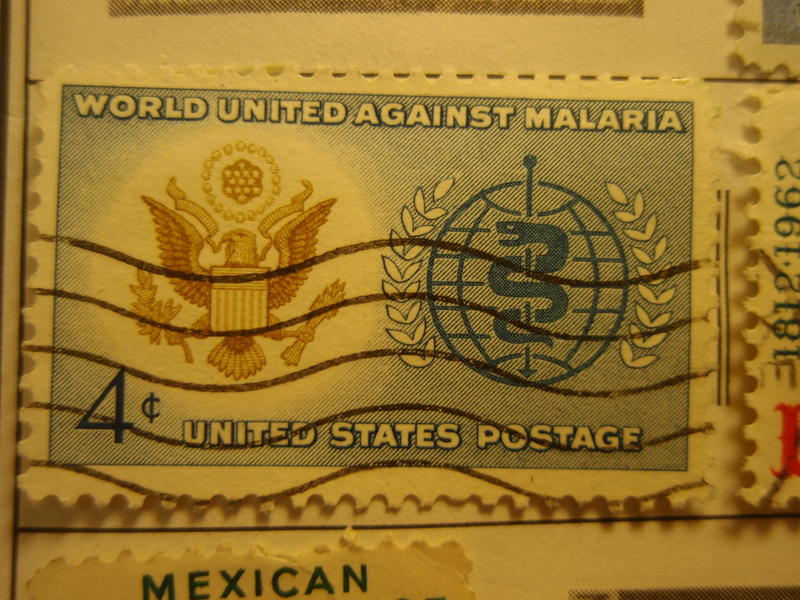 WORLD UNITED AGAINST MALARIA
4¢
UNITED STATES POSTAGE
1812·1962
MEXICAN